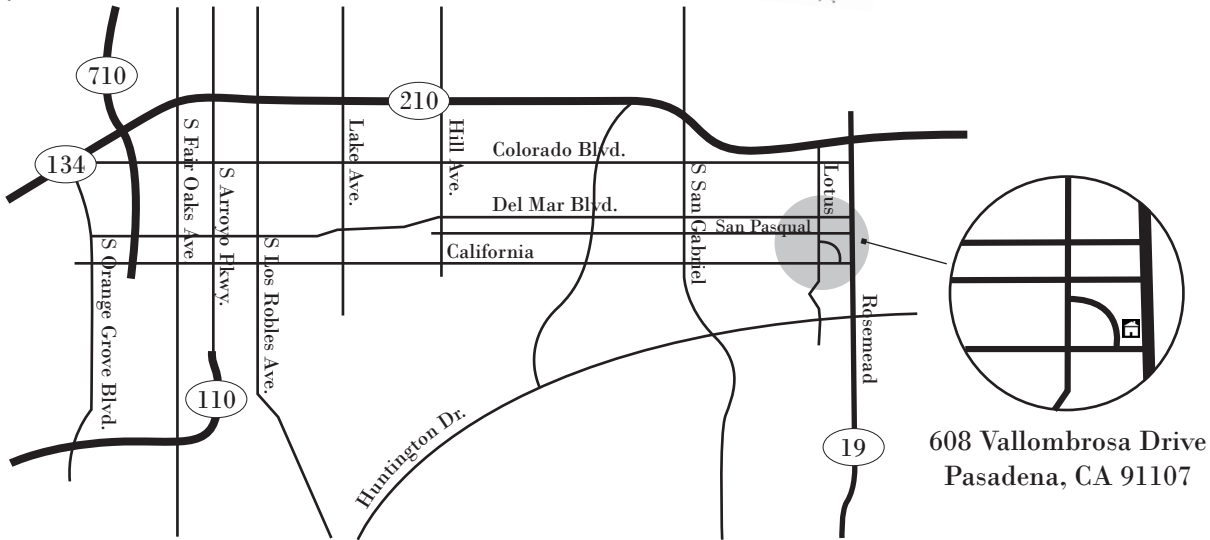 710
210
134
S Fair Oaks Ave.
S Arroyo Pkwy.
Lake Ave.
Hill Ave.
Colorado Blvd.
S San Gabriel
Lotus
Del Mar Blvd.
San Pasqual
S Orange Grove Blvd.
S Los Robles Ave.
California
Rosemead
110
Huntington Dr.
19
608 Vallombrosa Drive
Pasadena, CA 91107